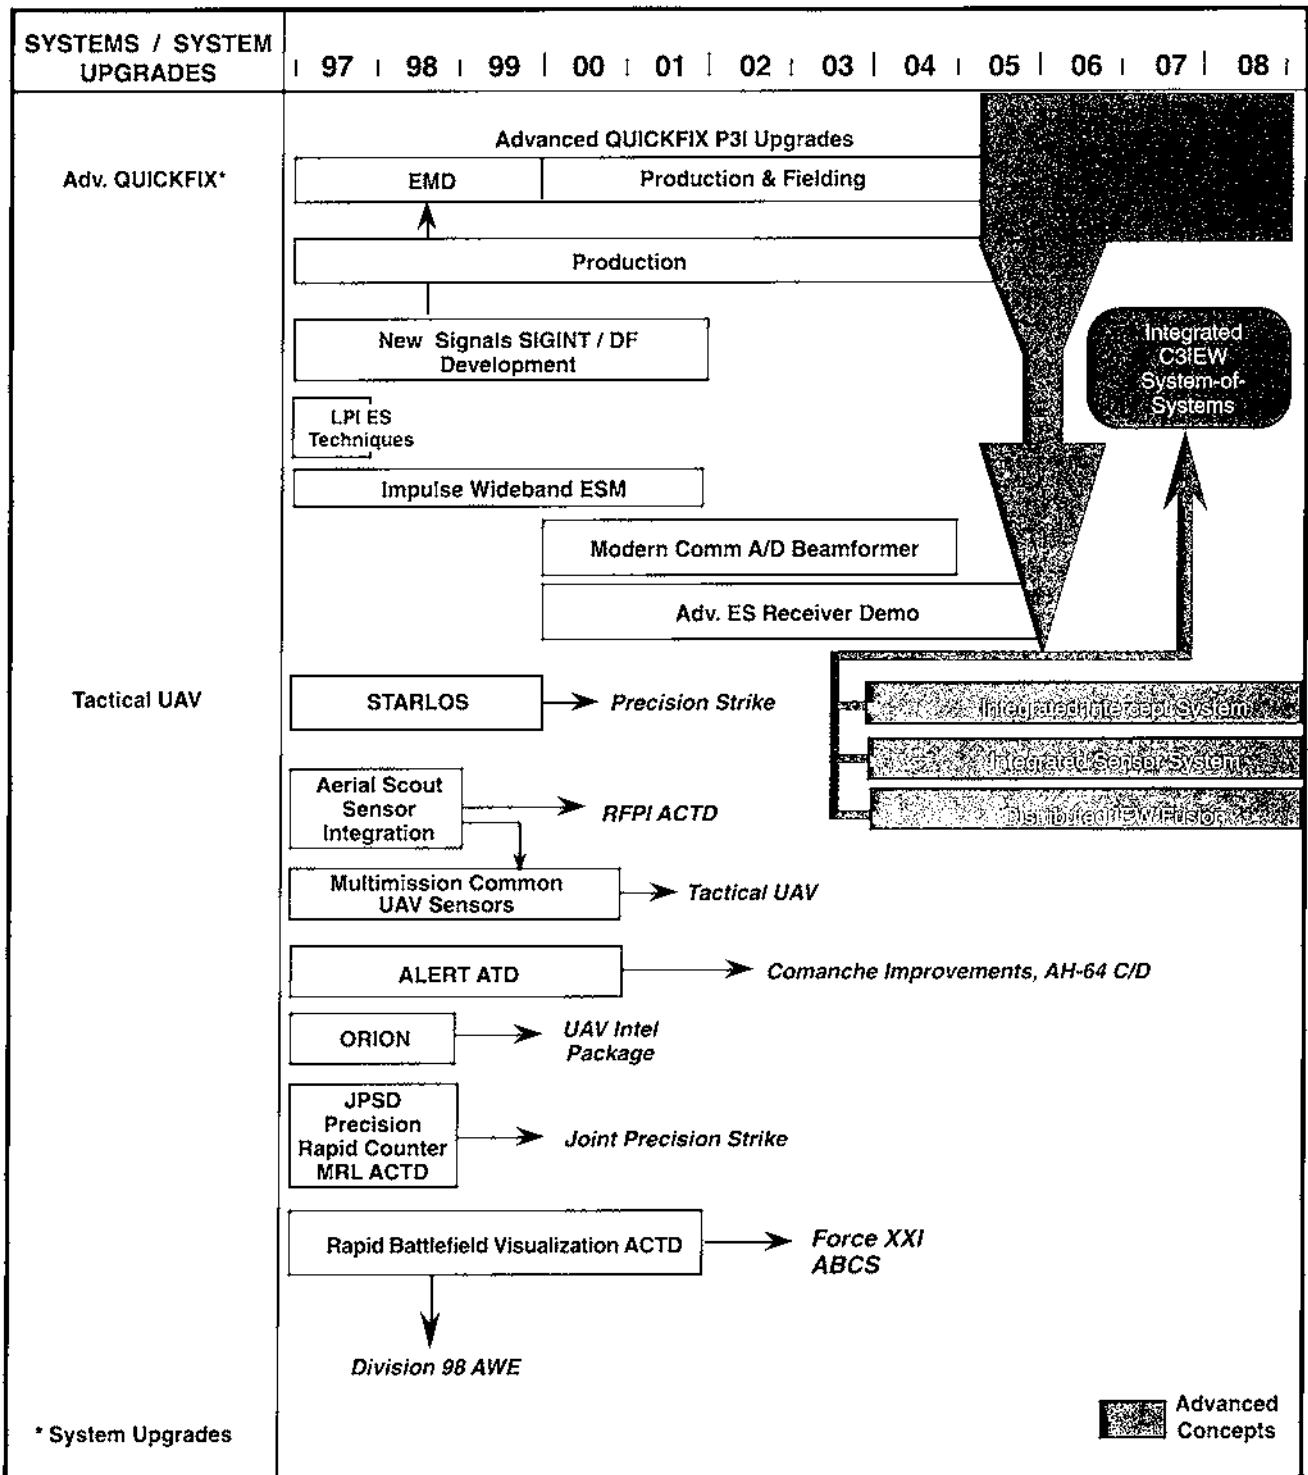 SYSTEMS / SYSTEM
UPGRADES
97 98 99 00 01 02 03 04 05 06 07 08
Advanced QUICKFIX P3I Upgrades
Adv. QUICKFIX*
EMD
Production & Fielding
Production
New Signals SIGINT / DF
Development
Integrated
C3IEW
System-of-
Systems
LPI ES
Techniques
Impulse Wideband ESM
Modern Comm A/D Beamformer
Adv. ES Receiver Demo
Tactical UAV
STARLOS
Precision Strike
Integrated Intercept System
Integrated Sensor System
Distributed IEW Fusion
Aerial Scout
Sensor
Integration
RFPI ACTD
Multimission Common
UAV Sensors
Tactical UAV
ALERT ATD
Comanche Improvements, AH-64 C/D
ORION
UAV Intel
Package
JPSD
Precision
Rapid Counter
MRL ACTD
Joint Precision Strike
Rapid Battlefield Visualization ACTD
Force XXI
ABCS
Division 98 AWE
* System Upgrades
Advanced
Concepts